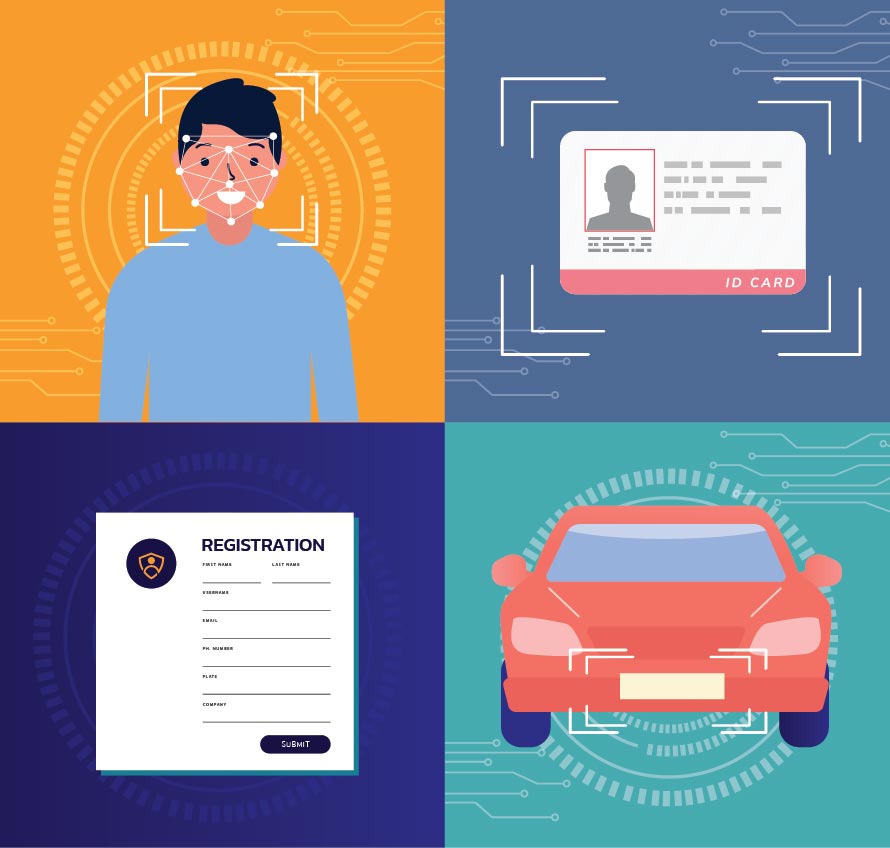 ID CARD
REGISTRATION
FIRST NAME LAST NAME
USERNAME
EMAIL
PH. NUMBER
PLATE
COMPANY
SUBMIT